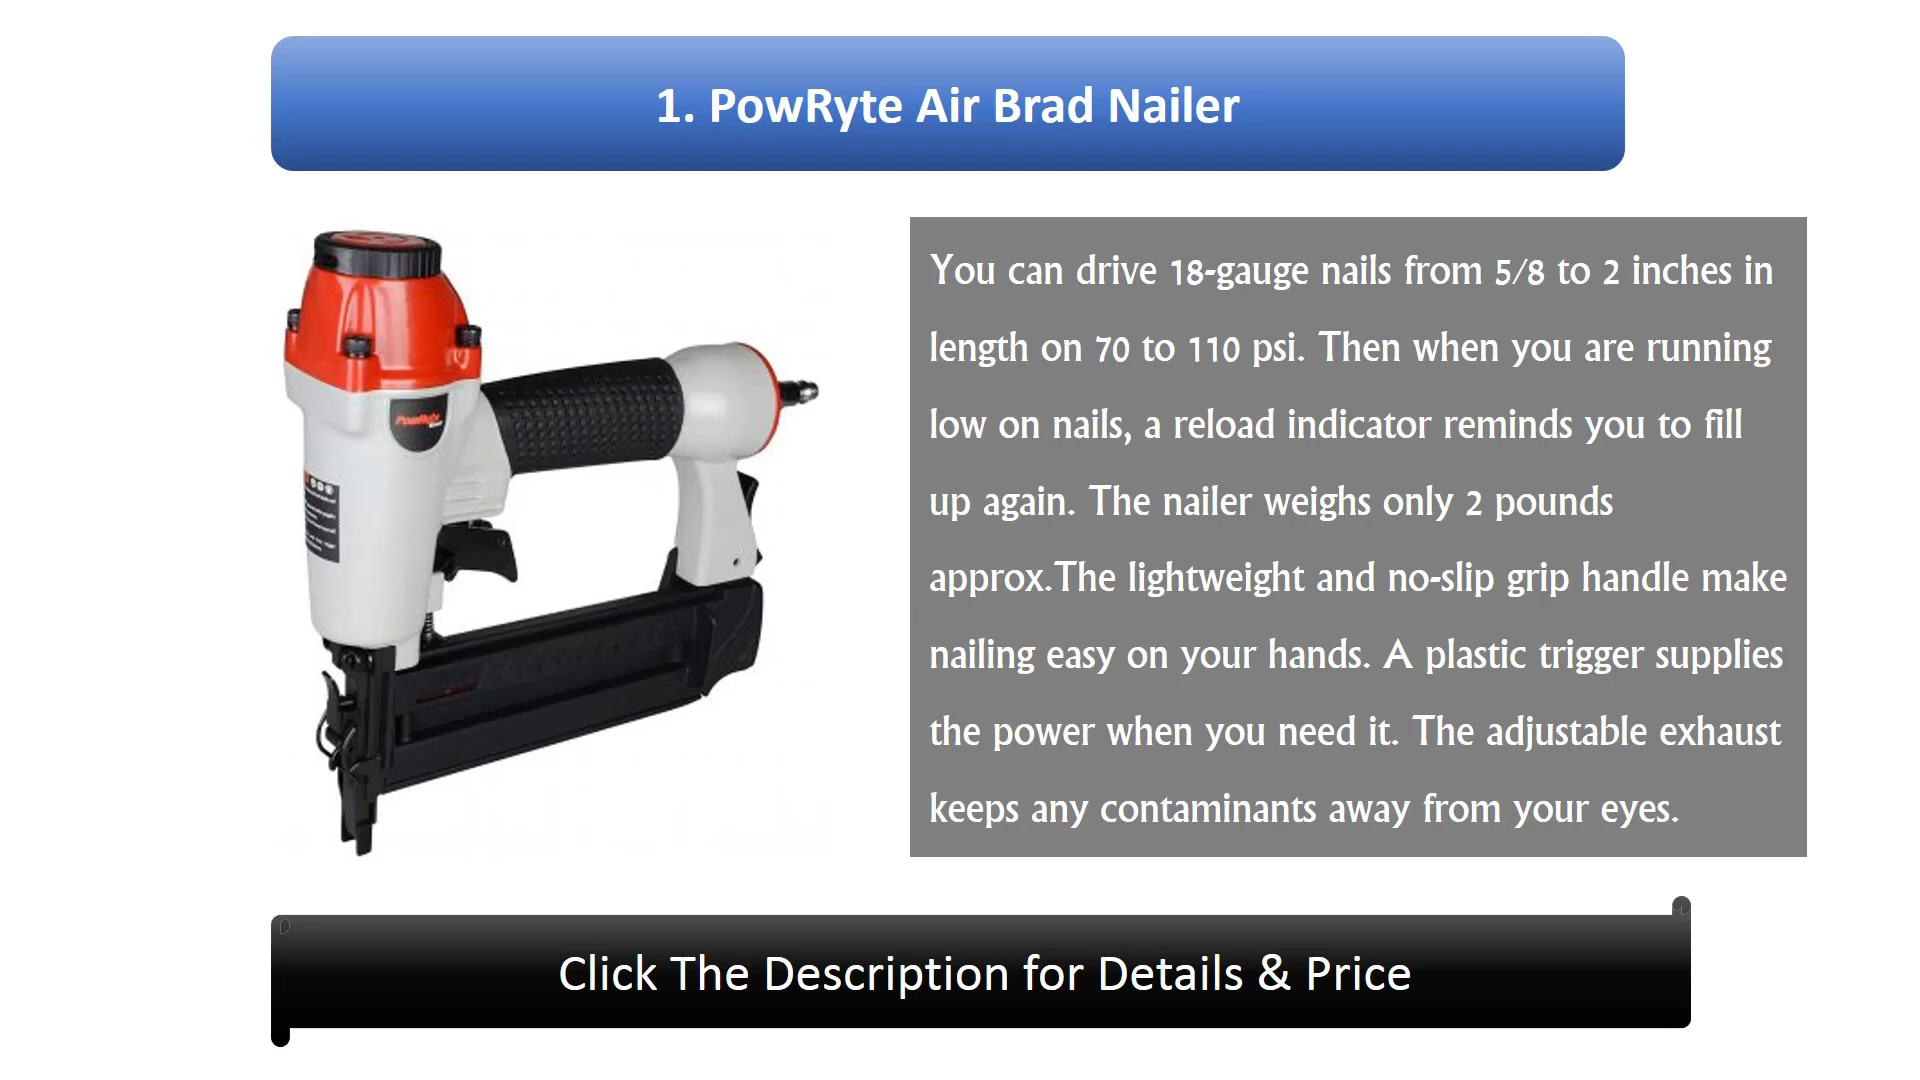 1. PowRyte Air Brad Nailer
You can drive 18-gauge nails from 5/8 to 2 inches in
length on 70 to 110 psi. Then when you are running
low on nails, a reload indicator reminds you to fill
up again. The nailer weighs only 2 pounds
approx.The lightweight and no-slip grip handle make
nailing easy on your hands. A plastic trigger supplies
the power when you need it. The adjustable exhaust
keeps any contaminants away from your eyes.
PowRyte
Click The Description for Details & Price